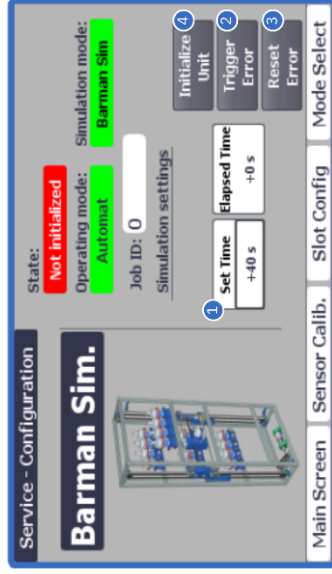 Service - Configuration
Barman Sim.
State:
Not initialized
Operating mode:
Simulation mode:
Automat
Barman Sim
Job ID: 0
Simulation settings
1
Set Time
Elapsed Time
+40 s
+0 s
4
Initialize
Unit
2
Trigger
Error
3
Reset
Error
Main Screen
Sensor Calib.
Slot Config
Mode Select